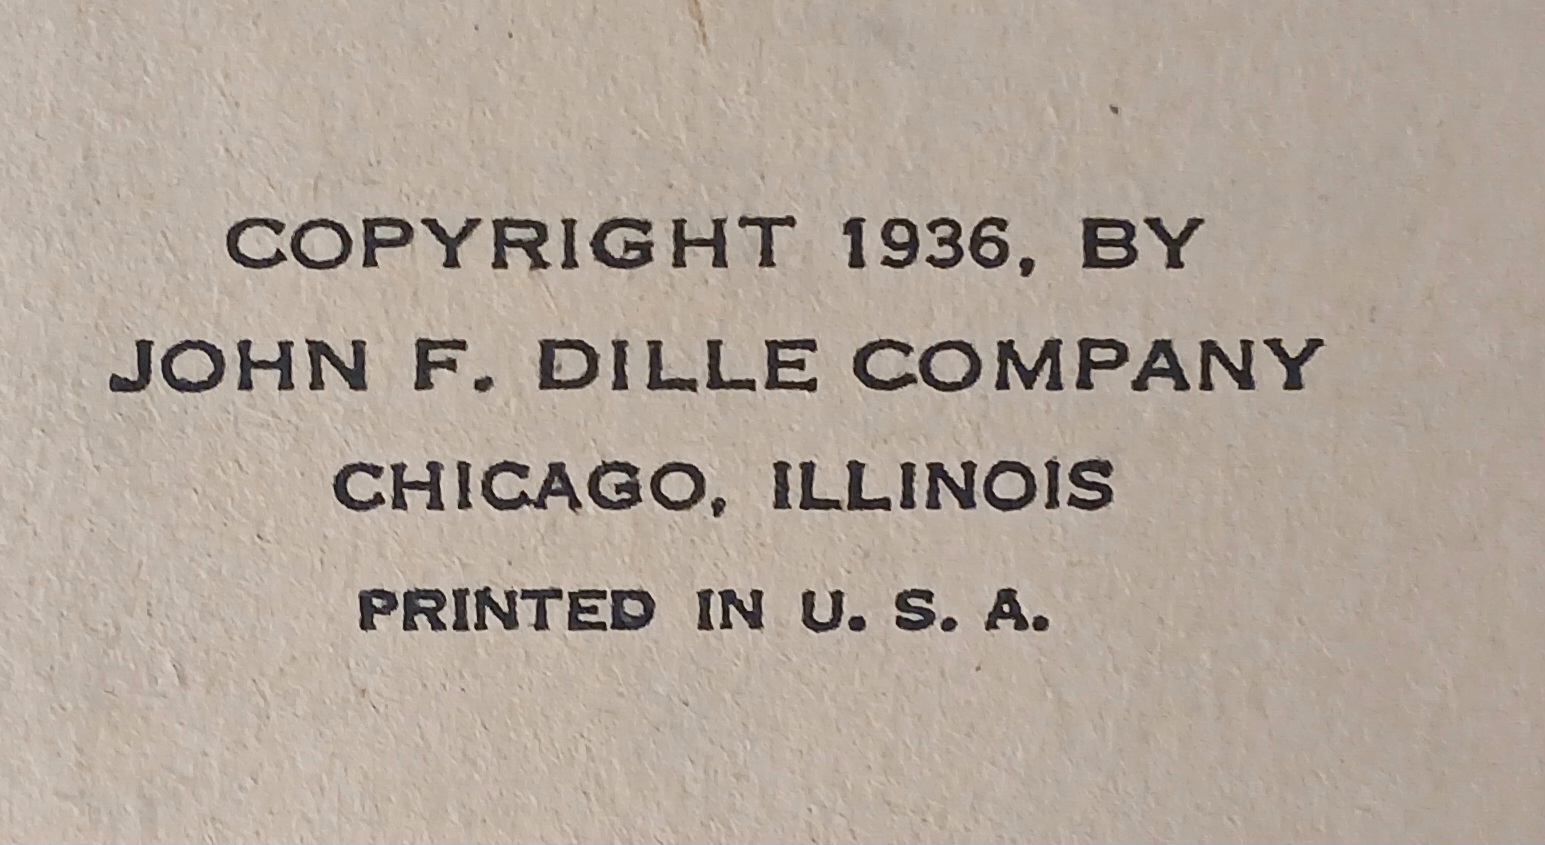 COPYRIGHT 1936, BY
JOHN F. DILLE COMPANY
CHICAGO, ILLINOIS
PRINTED IN U. S. A.